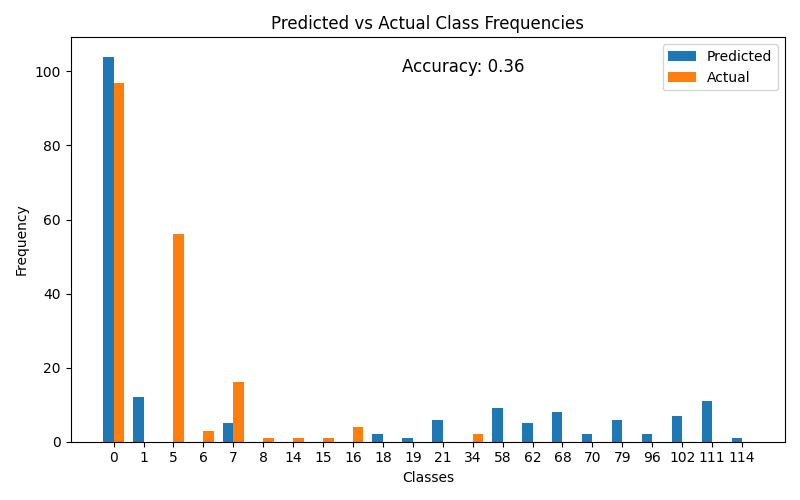 Predicted vs Actual Class Frequencies
Accuracy: 0.36
Predicted
Actual
Frequency
100
80
60
40
20
0
0 1 5 6 7 8 14 15 16 18 19 21 34 58 62 68 70 79 96 102 111 114
Classes